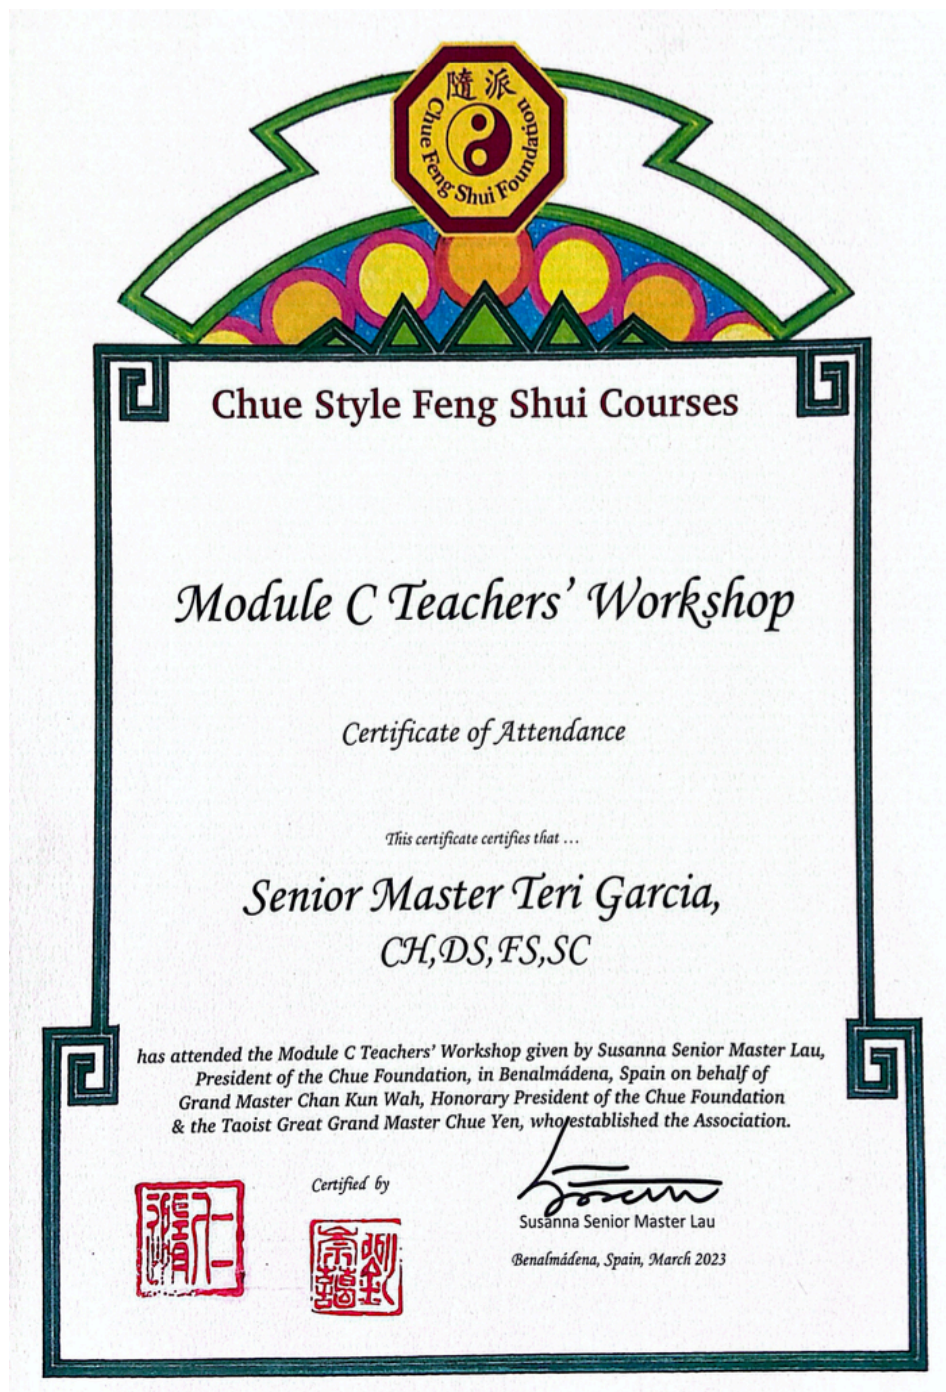 隨派
Chue Feng Shui Foundation
Chue Style Feng Shui Courses
Module C Teachers' Workshop
Certificate of Attendance
This certificate certifies that ...
Senior Master Teri Garcia,
CH,DS,FS,SC
has attended the Module C Teachers' Workshop given by Susanna Senior Master Lau,
President of the Chue Foundation, in Benalmádena, Spain on behalf of
Grand Master Chan Kun Wah, Honorary President of the Chue Foundation
& the Taoist Great Grand Master Chue Yen, who established the Association.
Certified by
Susanna Senior Master Lau
Benalmádena, Spain, March 2023